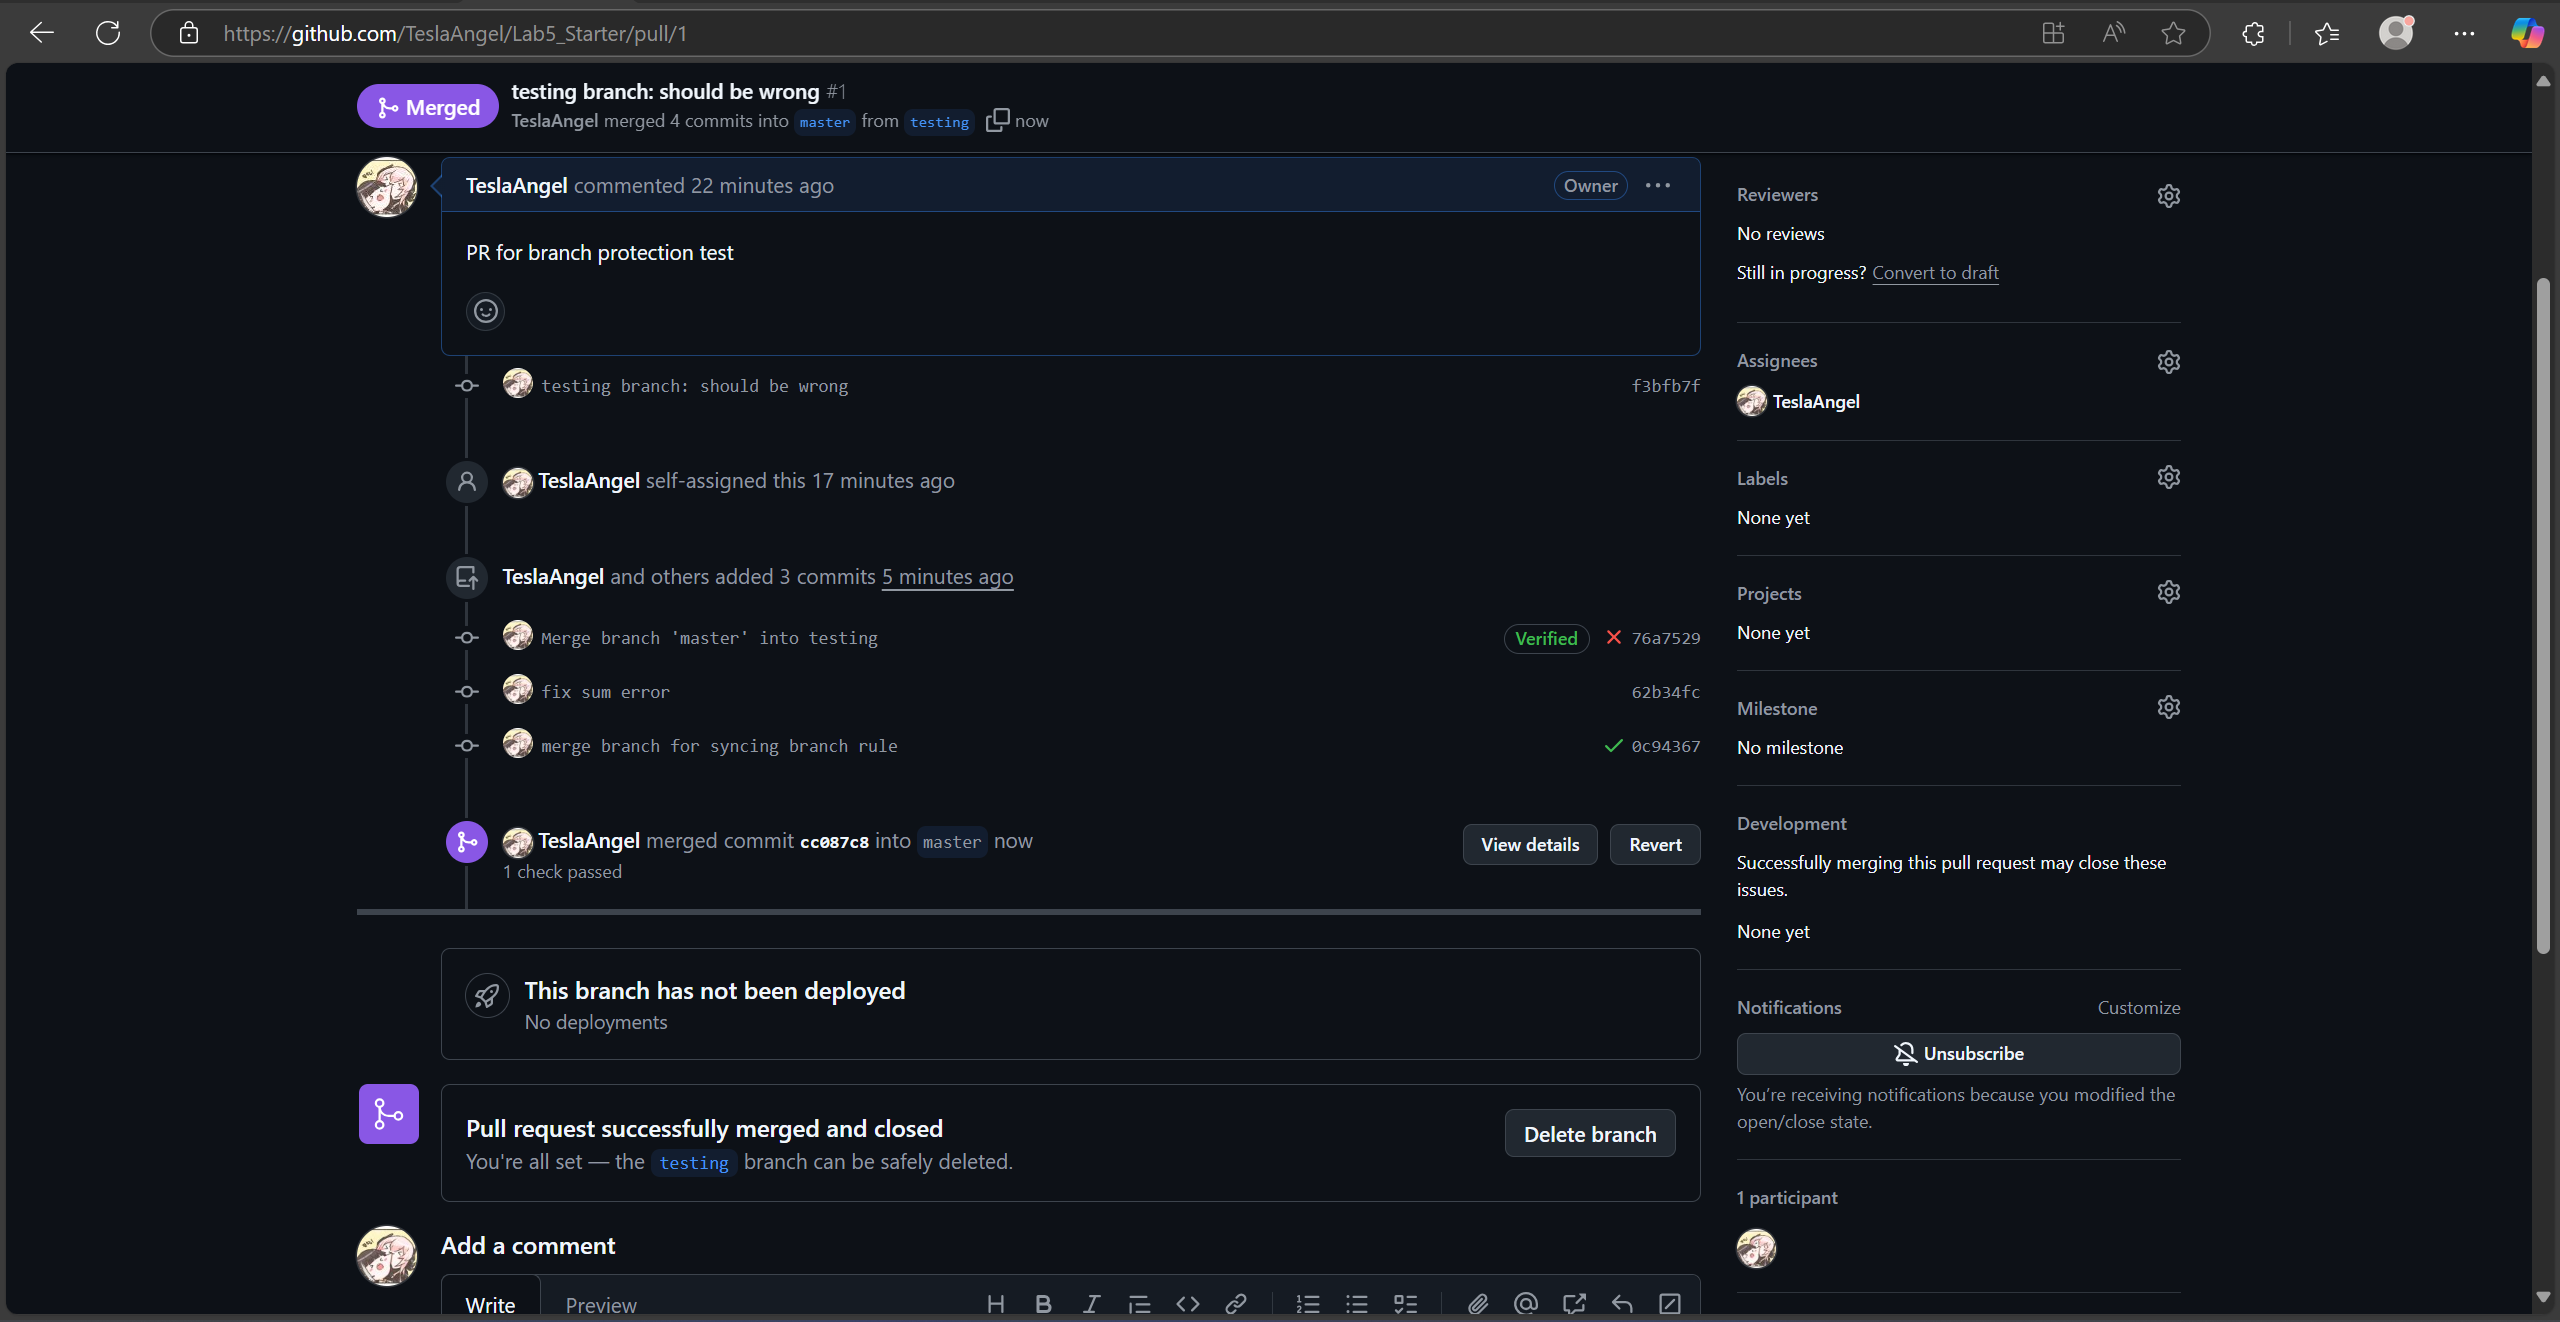 https://github.com/TeslaAngel/Lab5_Starter/pull/1
Merged
testing branch: should be wrong #1
TeslaAngel merged 4 commits into master from testing now
TeslaAngel commented 22 minutes ago
Owner
PR for branch protection test
testing branch: should be wrong
f3bfb7f
TeslaAngel self-assigned this 17 minutes ago
TeslaAngel and others added 3 commits 5 minutes ago
Merge branch 'master' into testing
Verified
76a7529
fix sum error
62b34fc
merge branch for syncing branch rule
0c94367
TeslaAngel merged commit cc087c8 into master now
1 check passed
View details
Revert
This branch has not been deployed
No deployments
Pull request successfully merged and closed
You're all set — the testing branch can be safely deleted.
Delete branch
Add a comment
Write
Preview
Reviewers
No reviews
Still in progress? Convert to draft
Assignees
TeslaAngel
Labels
None yet
Projects
None yet
Milestone
No milestone
Development
Successfully merging this pull request may close these
issues.
None yet
Notifications
Customize
Unsubscribe
You're receiving notifications because you modified the
open/close state.
1 participant